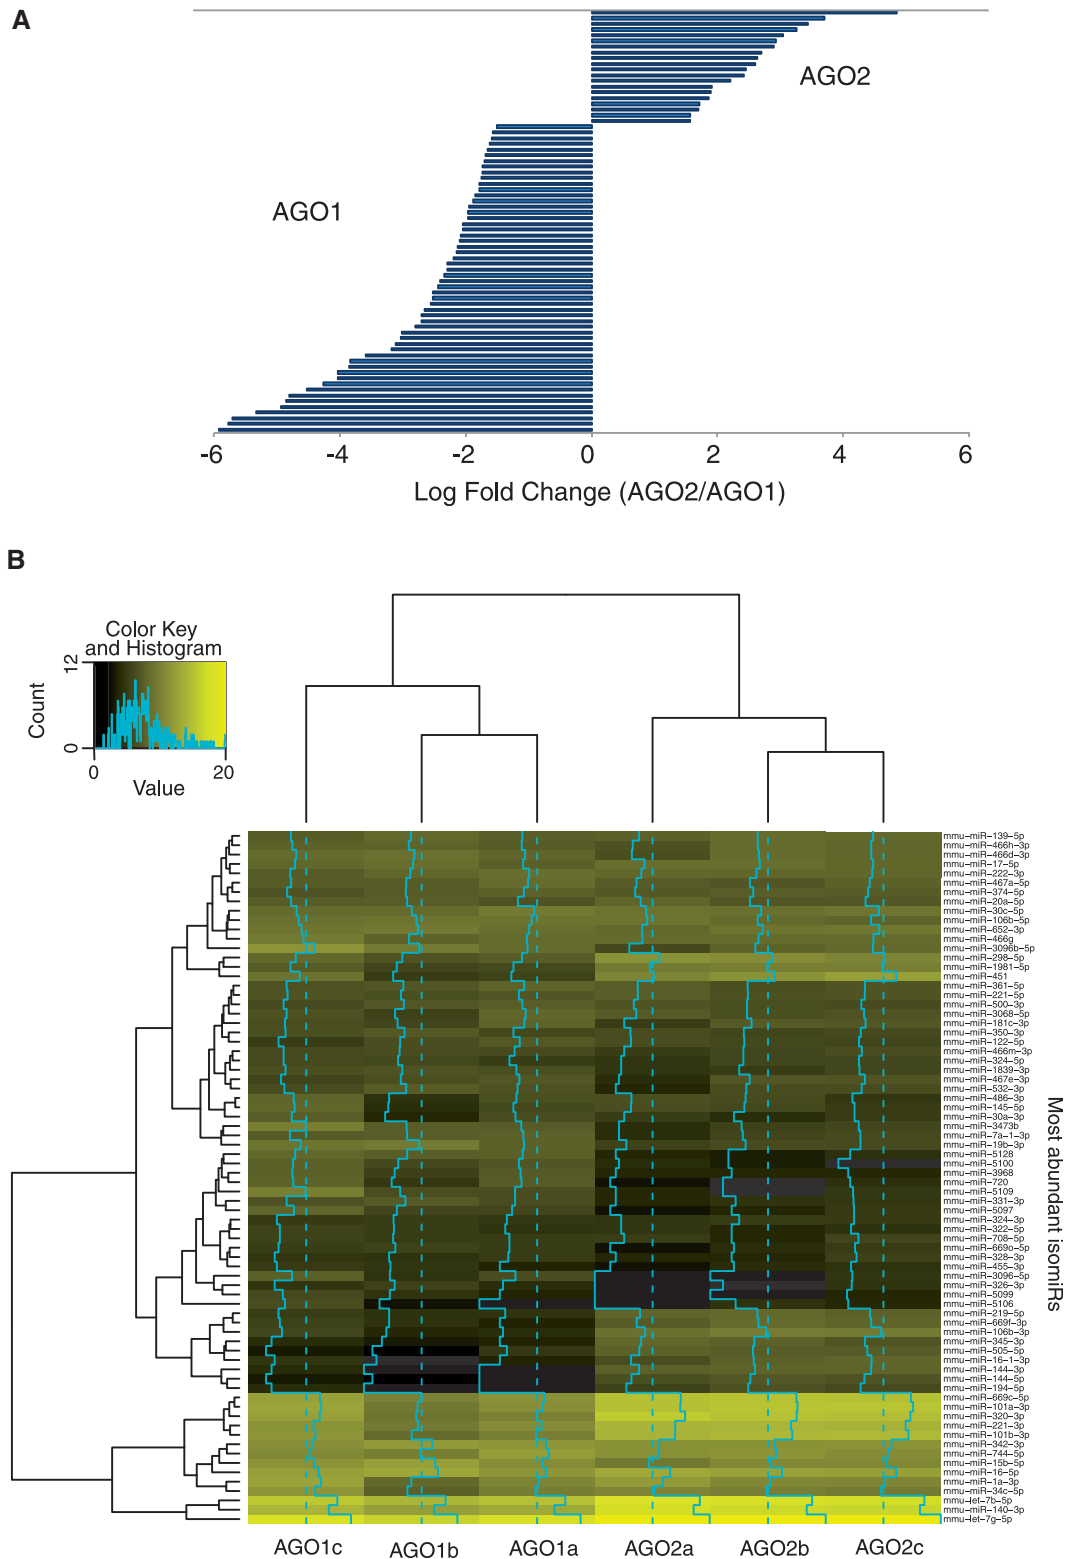 A
AGO2
AGO1
-6 -4 -2 0 2 4 6
Log Fold Change (AGO2/AGO1)
B
Color Key
and Histogram
Count
0 12
0 20
Value
mmu-miR-139-5p
mmu-miR-466h-3p
mmu-miR-466d-3p
mmu-miR-17-5p
mmu-miR-222-3p
mmu-miR-467a-5p
mmu-miR-374-5p
mmu-miR-20a-5p
mmu-miR-30c-5p
mmu-miR-106b-5p
mmu-miR-652-3p
mmu-miR-466g
mmu-miR-3096b-5p
mmu-miR-298-5p
mmu-miR-1981-5p
mmu-miR-451
mmu-miR-361-5p
mmu-miR-221-5p
mmu-miR-500-3p
mmu-miR-3068-5p
mmu-miR-181c-3p
mmu-miR-350-3p
mmu-miR-122-5p
mmu-miR-466m-3p
mmu-miR-324-5p
mmu-miR-1839-3p
mmu-miR-467e-3p
mmu-miR-532-3p
mmu-miR-486-3p
mmu-miR-145-5p
mmu-miR-30a-3p
mmu-miR-3473b
mmu-miR-7a-1-3p
mmu-miR-19b-3p
mmu-miR-5128
mmu-miR-5100
mmu-miR-3968
mmu-miR-720
mmu-miR-5109
mmu-miR-331-3p
mmu-miR-5097
mmu-miR-324-3p
mmu-miR-322-5p
mmu-miR-708-5p
mmu-miR-669o-5p
mmu-miR-328-3p
mmu-miR-455-3p
mmu-miR-3096-5p
mmu-miR-326-3p
mmu-miR-5099
mmu-miR-5106
mmu-miR-219-5p
mmu-miR-669f-3p
mmu-miR-106b-3p
mmu-miR-345-3p
mmu-miR-505-5p
mmu-miR-16-1-3p
mmu-miR-144-3p
mmu-miR-144-5p
mmu-miR-194-5p
mmu-miR-669c-5p
mmu-miR-101a-3p
mmu-miR-320-3p
mmu-miR-221-3p
mmu-miR-101b-3p
mmu-miR-342-3p
mmu-miR-744-5p
mmu-miR-15b-5p
mmu-miR-16-5p
mmu-miR-1a-3p
mmu-miR-34c-5p
mmu-let-7b-5p
mmu-miR-140-3p
mmu-let-7g-5p
Most abundant isomiRs
AGO1c AGO1b AGO1a AGO2a AGO2b AGO2c